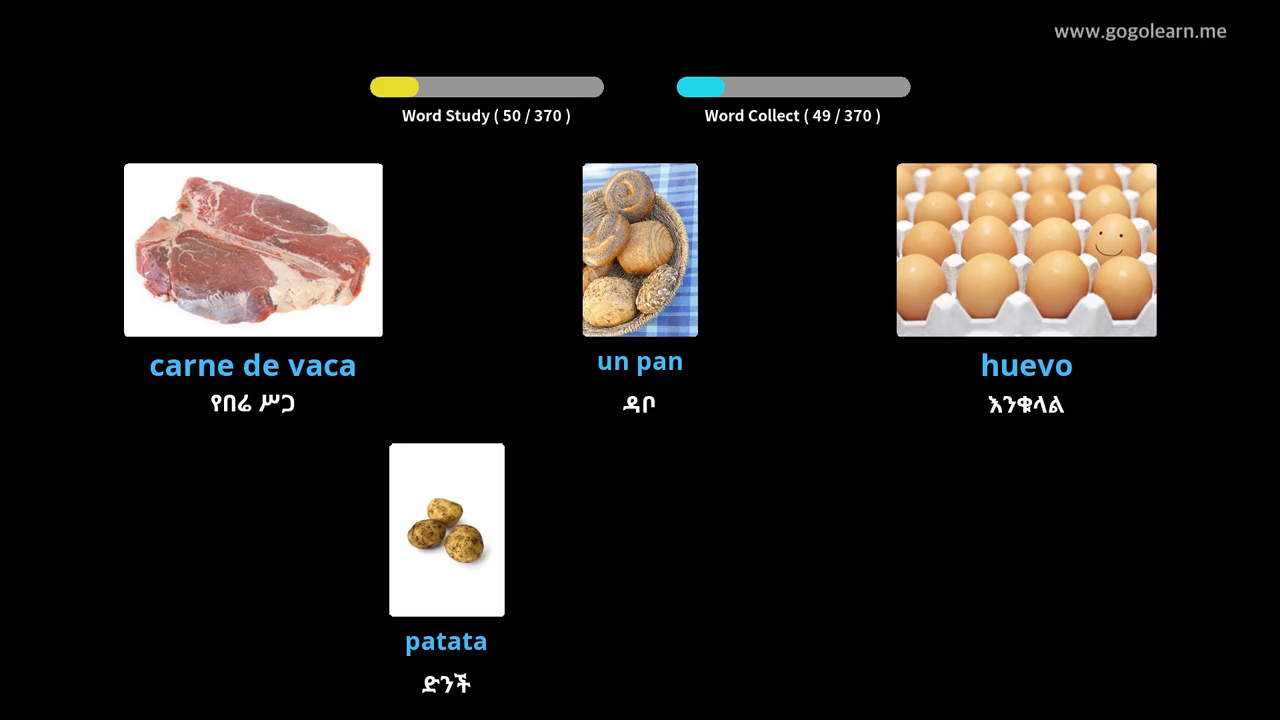 www.gogolearn.me
Word Study ( 50 / 370 )
Word Collect ( 49 / 370 )
carne de vaca
የበሬ ሥጋ
un pan
ዳቦ
huevo
እንቁላል
patata
ድንች